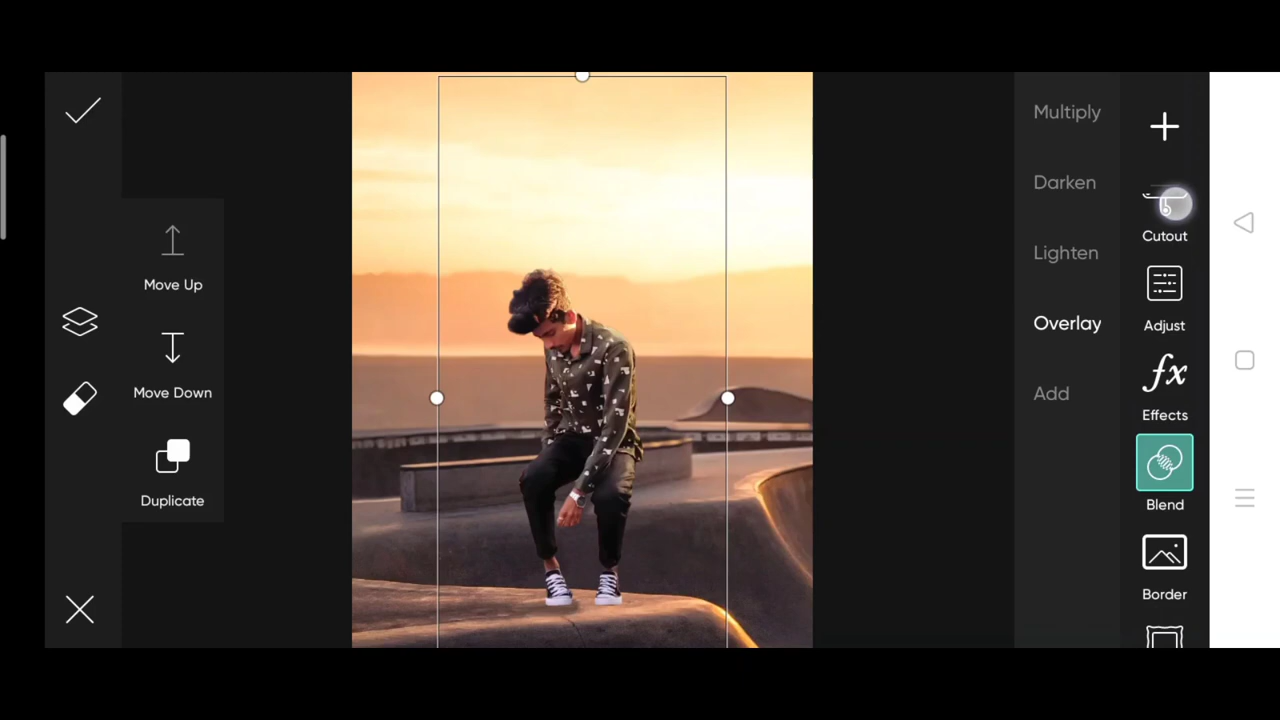 Move Up
Move Down
Duplicate
Multiply
Darken
Lighten
Overlay
Add
Cutout
Adjust
fx
Effects
Blend
Border